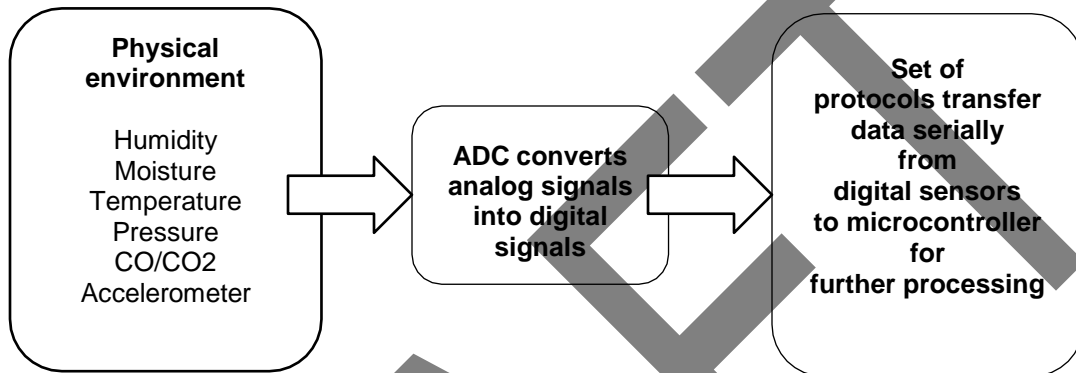 Physical
environment
Humidity
Moisture
Temperature
Pressure
CO/CO2
Accelerometer
ADC converts
analog signals
into digital
signals
Set of
protocols transfer
data serially
from
digital sensors
to microcontroller
for
further processing